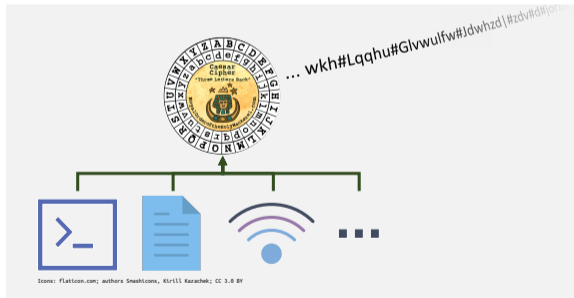 ... wkh#Lqqhu#Glvwulfw#Jdwhzd|#zdv#d#
A B C D E F G H I J K L M N O P Q R S T U V W X Y Z
a b c d e f g h i j k l m n o p q r s t u v w x y z
Caesar
Cipher
"Three Letters Back"
>_
...
Icons: flaticon.com; authors Smashicons, Kirill Kazachek; CC 3.0 BY